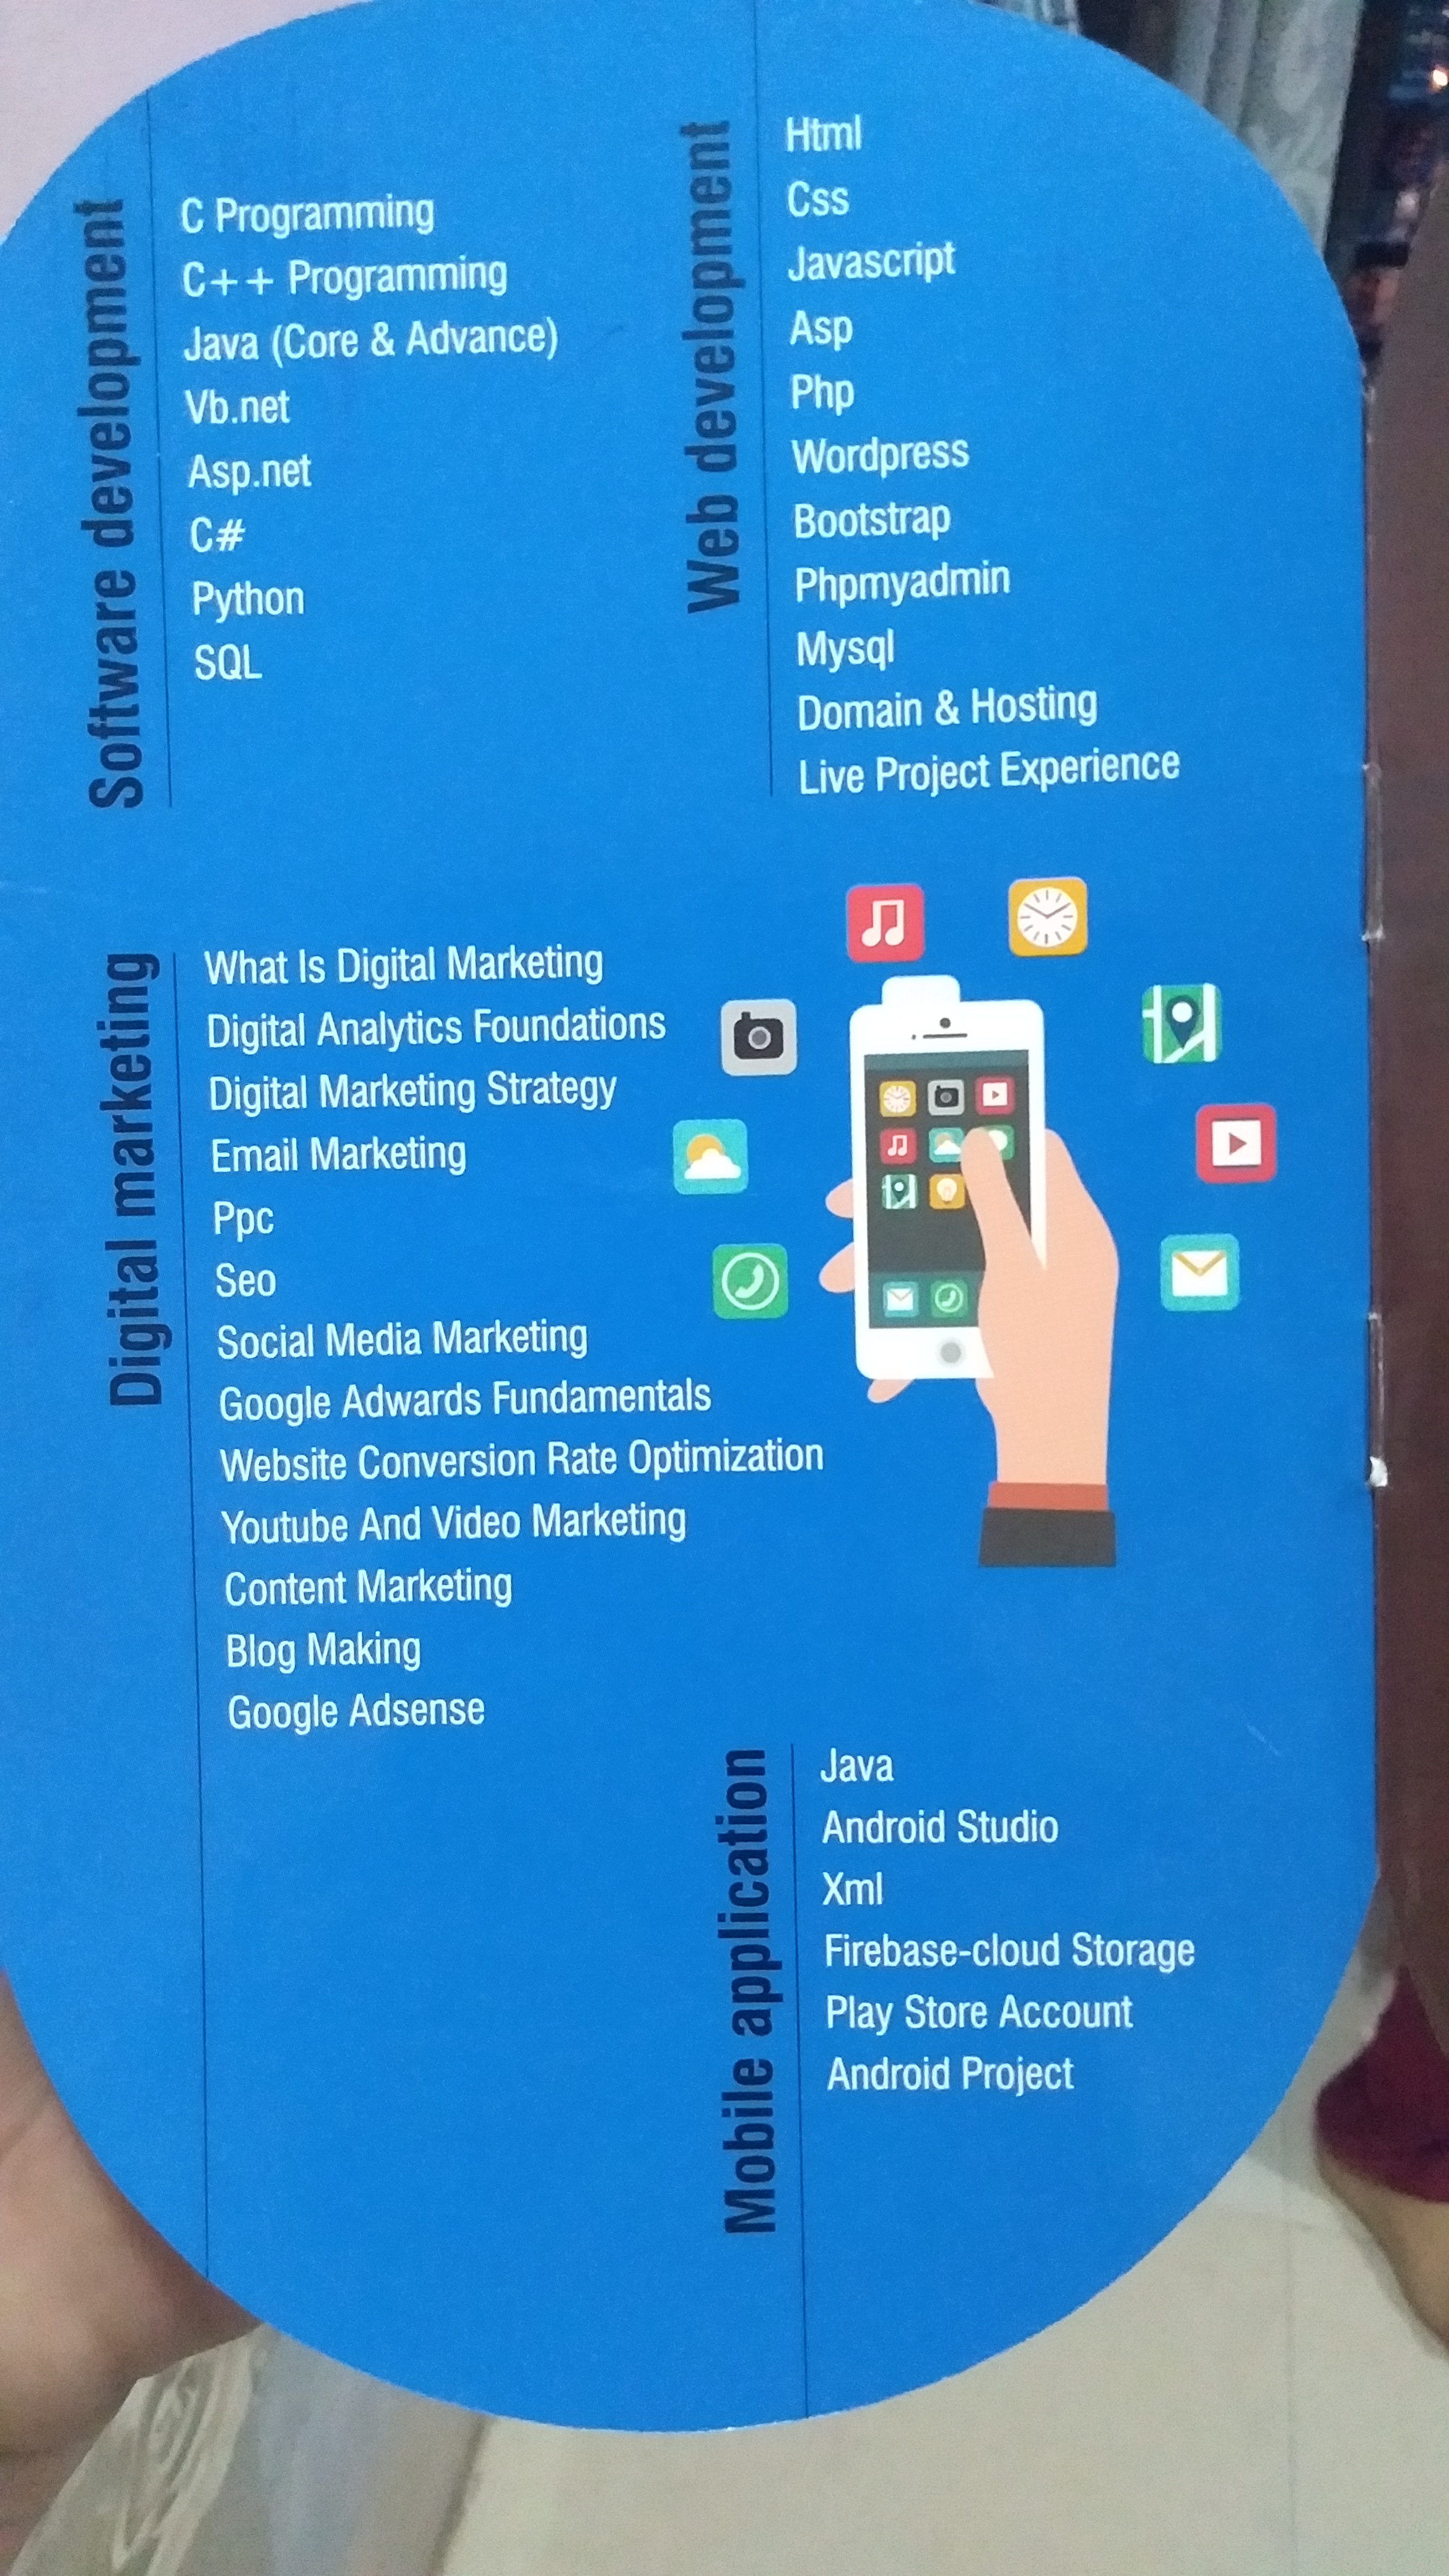 Software development
C Programming
C++ Programming
Java (Core & Advance)
Vb.net
Asp.net
C#
Python
SQL
Web development
Html
Css
Javascript
Asp
Php
Wordpress
Bootstrap
Phpmyadmin
Mysql
Domain & Hosting
Live Project Experience
Digital marketing
What Is Digital Marketing
Digital Analytics Foundations
Digital Marketing Strategy
Email Marketing
Ppc
Seo
Social Media Marketing
Google Adwards Fundamentals
Website Conversion Rate Optimization
Youtube And Video Marketing
Content Marketing
Blog Making
Google Adsense
Mobile application
Java
Android Studio
Xml
Firebase-cloud Storage
Play Store Account
Android Project